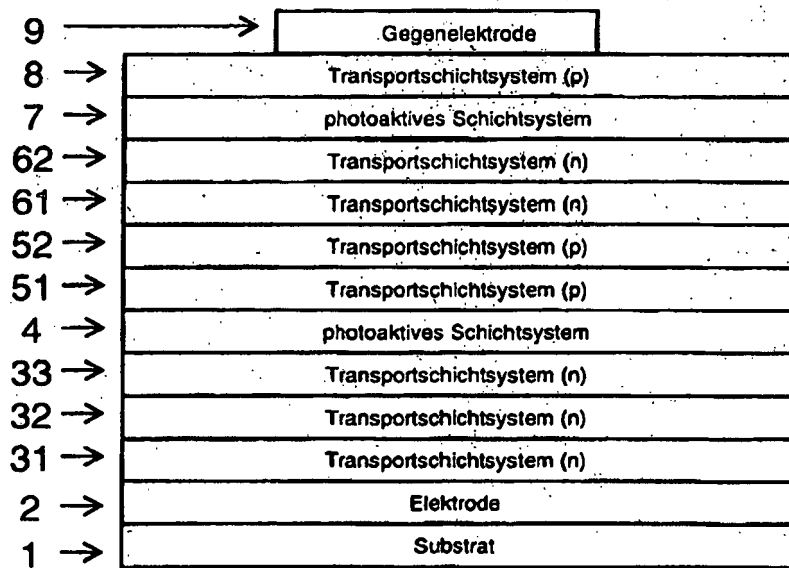 9 Gegenelektrode
8 Transportschichtsystem (p)
7 photoaktives Schichtsystem
62 Transportschichtsystem (n)
61 Transportschichtsystem (n)
52 Transportschichtsystem (p)
51 Transportschichtsystem (p)
4 photoaktives Schichtsystem
33 Transportschichtsystem (n)
32 Transportschichtsystem (n)
31 Transportschichtsystem (n)
2 Elektrode
1 Substrat